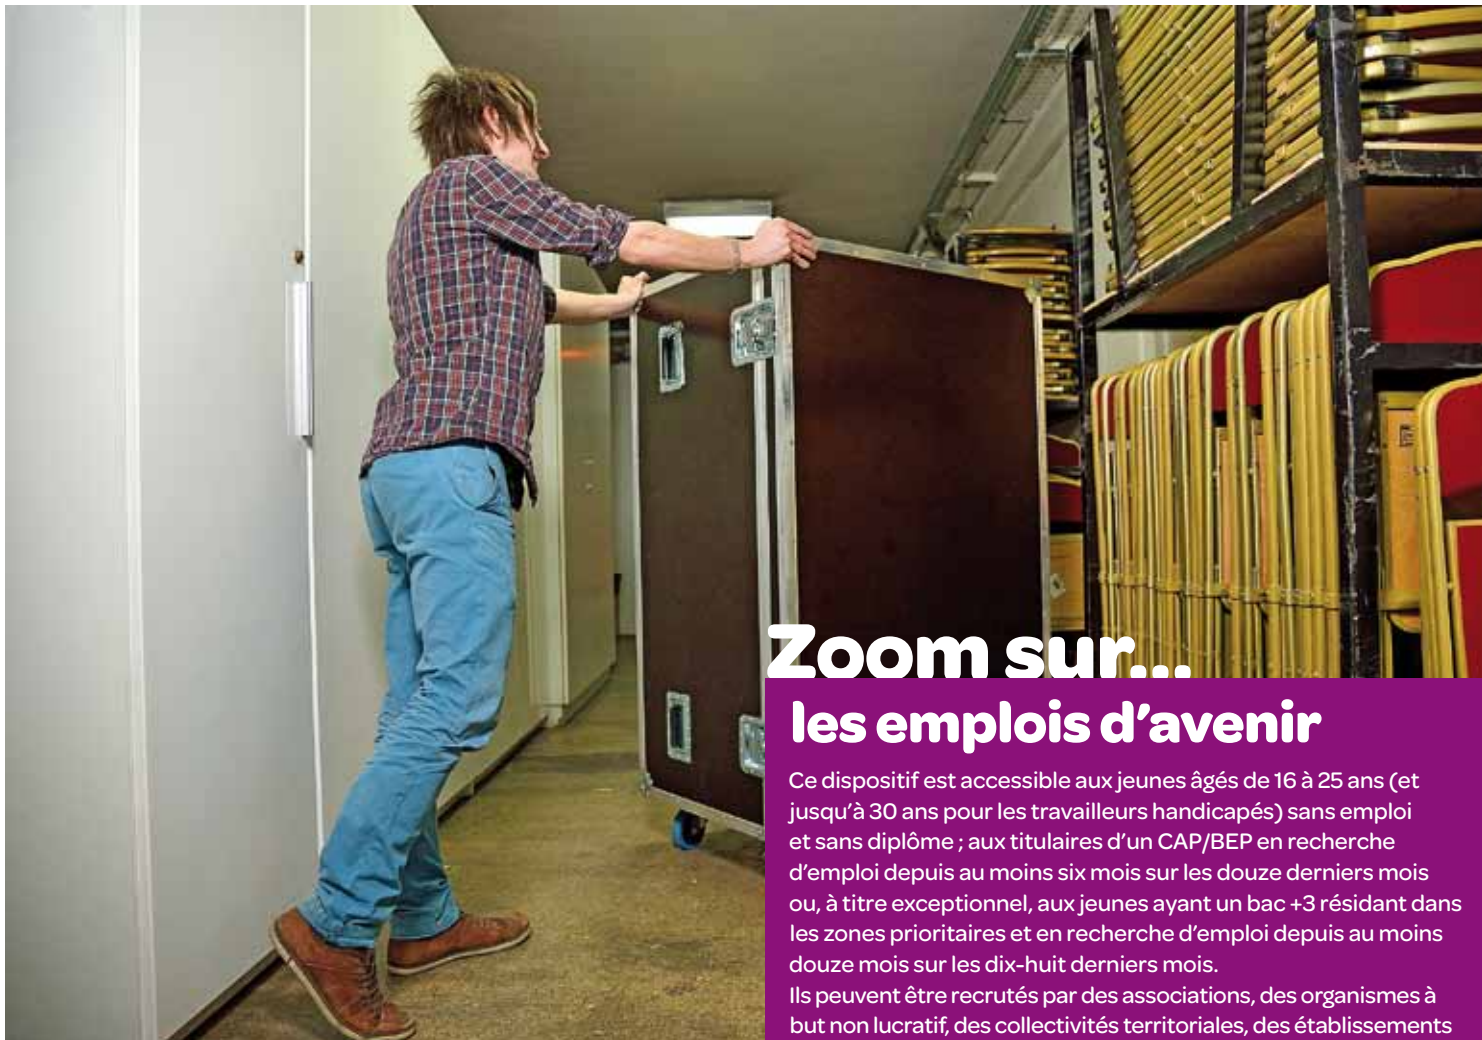 Zoom sur...
les emplois d'avenir
Ce dispositif est accessible aux jeunes âgés de 16 à 25 ans (et
jusqu'à 30 ans pour les travailleurs handicapés) sans emploi
et sans diplôme ; aux titulaires d'un CAP/BEP en recherche
d'emploi depuis au moins six mois sur les douze derniers mois
ou, à titre exceptionnel, aux jeunes ayant un bac +3 résidant dans
les zones prioritaires et en recherche d'emploi depuis au moins
douze mois sur les dix-huit derniers mois.
Ils peuvent être recrutés par des associations, des organismes à
but non lucratif, des collectivités territoriales, des établissements